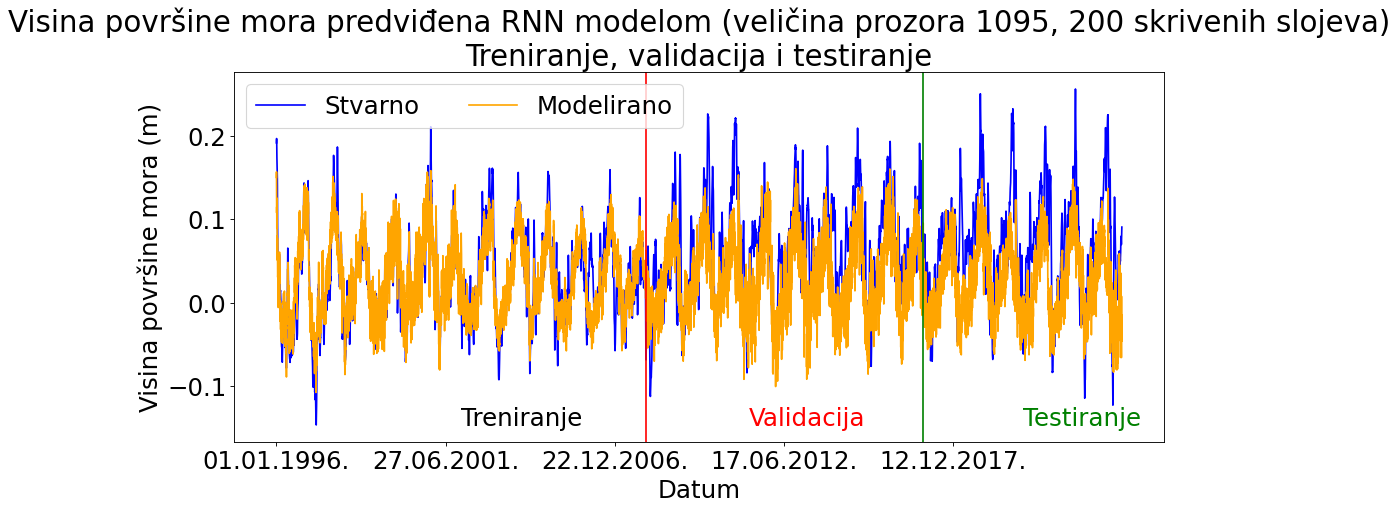 Visina površine mora predviđena RNN modelom (veličina prozora 1095, 200 skrivenih slojeva)
Treniranje, validacija i testiranje
Stvarno
Modelirano
Visina površine mora (m)
0.2
0.1
0.0
−0.1
Treniranje
Validacija
Testiranje
01.01.1996.
27.06.2001.
22.12.2006.
17.06.2012.
12.12.2017.
Datum